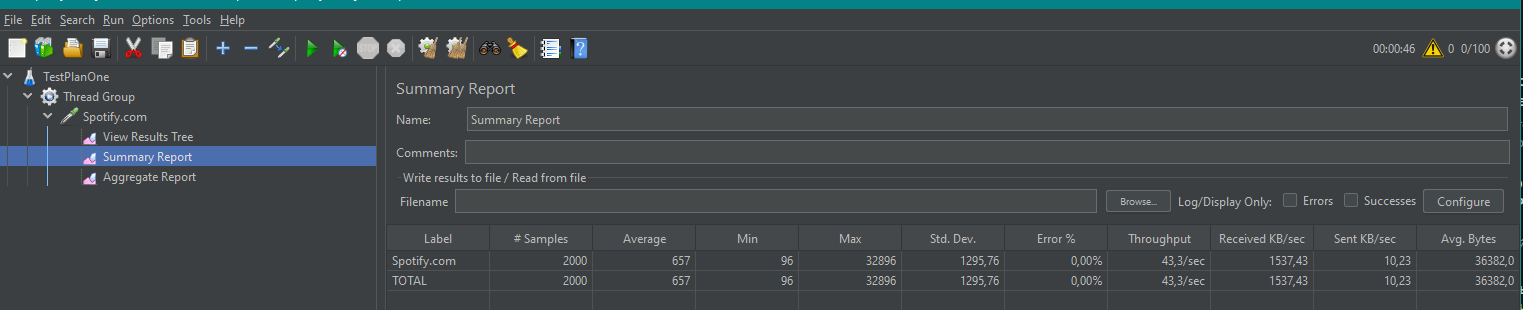 File Edit Search Run Options Tools Help
STOP 00:00:46 0 0/100
TestPlanOne
Thread Group
Spotify.com
View Results Tree
Summary Report
Aggregate Report
Summary Report
Name: Summary Report
Comments:
Write results to file / Read from file
Filename Browse... Log/Display Only: Errors Successes Configure
Label # Samples Average Min Max Std. Dev. Error % Throughput Received KB/sec Sent KB/sec Avg. Bytes
Spotify.com 2000 657 96 32896 1295,76 0,00% 43,3/sec 1537,43 10,23 36382,0
TOTAL 2000 657 96 32896 1295,76 0,00% 43,3/sec 1537,43 10,23 36382,0